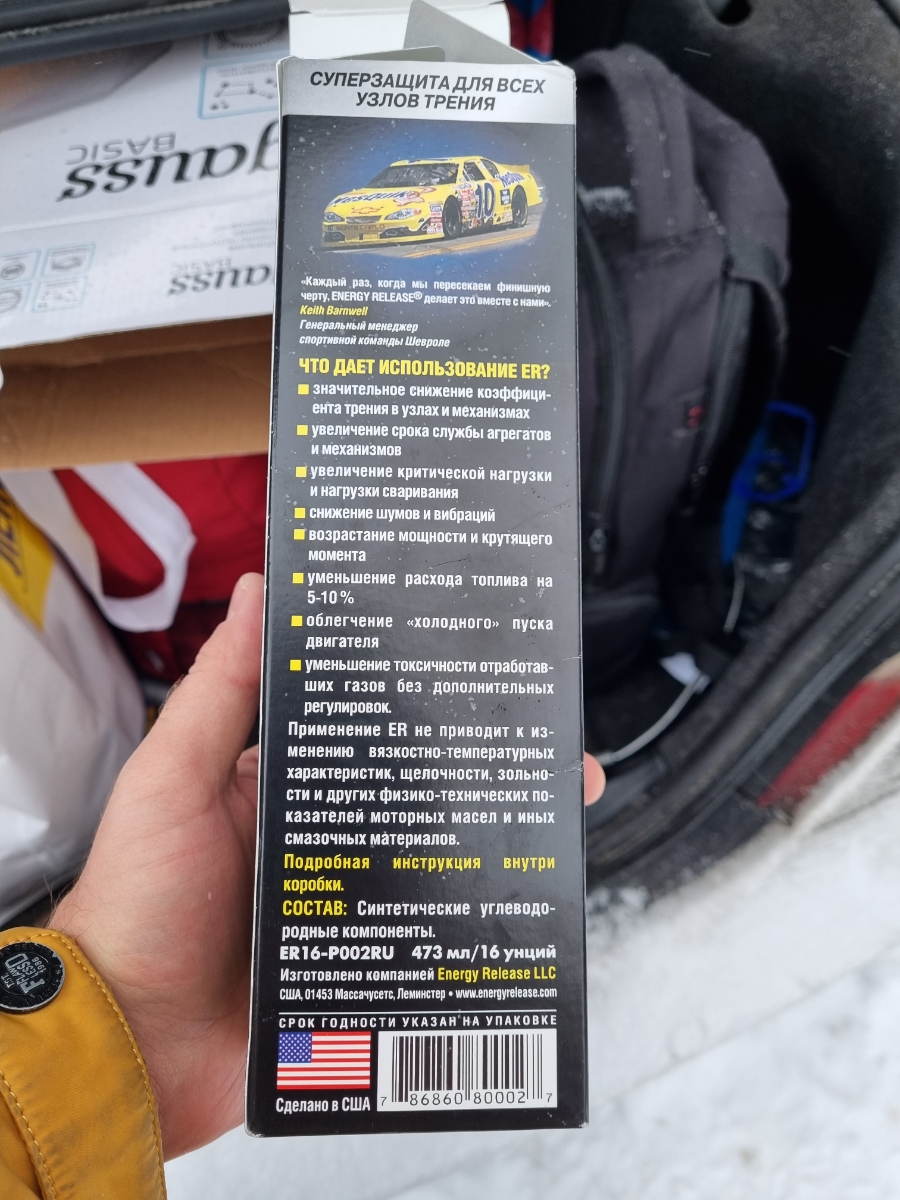 СУПЕРЗАЩИТА ДЛЯ ВСЕХ
УЗЛОВ ТРЕНИЯ
NESQUIK
10
MONTE CARLO
«Каждый раз, когда мы пересекаем финишную
черту, ENERGY RELEASE® делает это вместе с нами».
Keith Barnwell
Генеральный менеджер
спортивной команды Шевроле
ЧТО ДАЕТ ИСПОЛЬЗОВАНИЕ ER?
значительное снижение коэффици-
ента трения в узлах и механизмах
увеличение срока службы агрегатов
и механизмов
увеличение критической нагрузки
и нагрузки сваривания
снижение шумов и вибраций
возрастание мощности и крутящего
момента
уменьшение расхода топлива на
5-10 %
облегчение «холодного» пуска
двигателя
уменьшение токсичности отработав-
ших газов без дополнительных
регулировок.
Применение ER не приводит к из-
менению вязкостно-температурных
характеристик, щелочности, зольно-
сти и других физико-технических по-
казателей моторных масел и иных
смазочных материалов.
Подробная инструкция внутри
коробки.
СОСТАВ: Синтетические углеводо-
родные компоненты.
ER16-P002RU 473 мл/16 унций
Изготовлено компанией Energy Release LLC
США, 01453 Массачусетс, Леминстер • www.energyrelease.com
СРОК ГОДНОСТИ УКАЗАН НА УПАКОВКЕ
Сделано в США
7 86860 80002 7
gauss
BASIC
gauss
BASIC